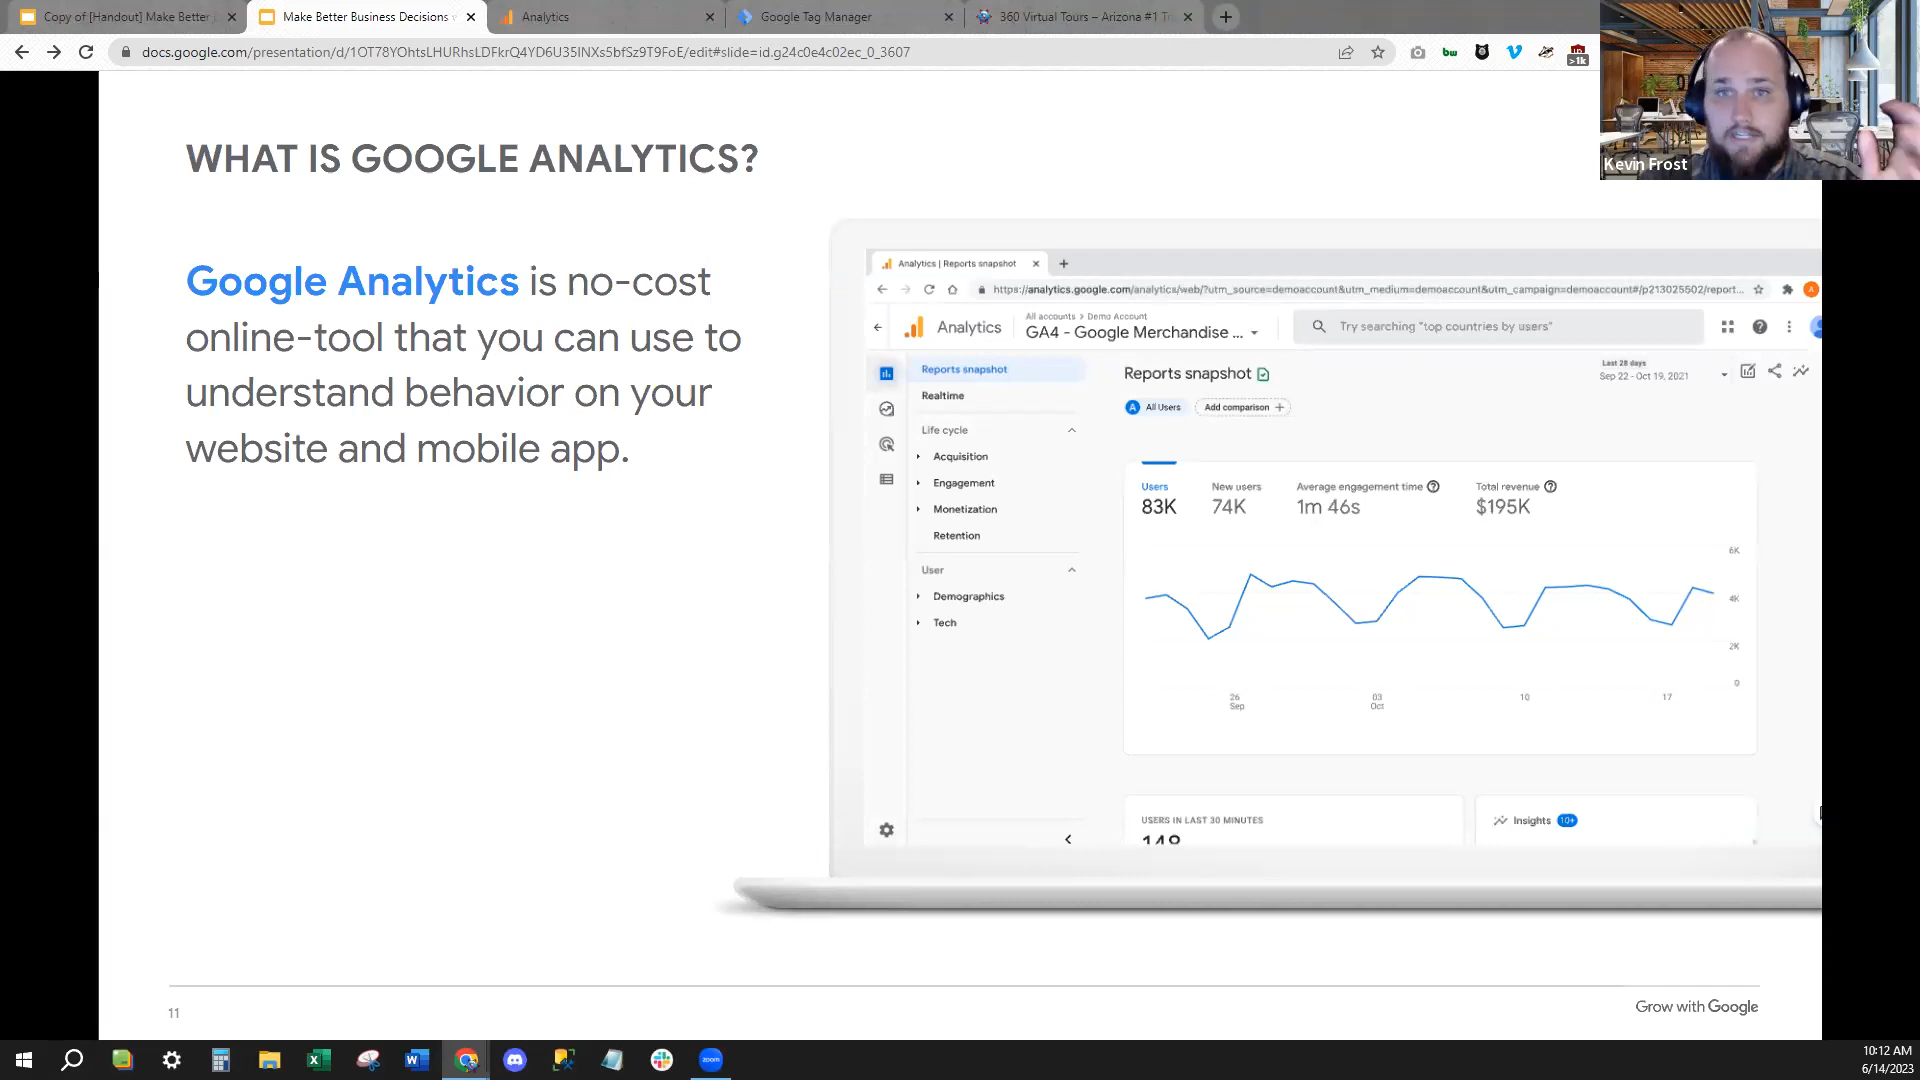 Copy of [Handout] Make Better
Make Better Business Decisions
Analytics
Google Tag Manager
360 Virtual Tours – Arizona #1 T
docs.google.com/presentation/d/1OT78YOhtsLHURhsLDFkrQ4YD6U35INXs5bfSz9T9FoE/edit#slide=id.g24c0e4c02ec_0_3607
bw
>1k
Kevin Frost
WHAT IS GOOGLE ANALYTICS?
Google Analytics is no-cost
online-tool that you can use to
understand behavior on your
website and mobile app.
Analytics | Reports snapshot
https://analytics.google.com/analytics/web/?utm_source=demoaccount&utm_medium=demoaccount&utm_campaign=demoaccount#/p213025502/report...
Analytics
All accounts > Demo Account
GA4 - Google Merchandise ...
Try searching "top countries by users"
Reports snapshot
Realtime
Life cycle
Acquisition
Engagement
Monetization
Retention
User
Demographics
Tech
Reports snapshot
Last 28 days
Sep 22 - Oct 19, 2021
A All Users
Add comparison +
Users
83K
New users
74K
Average engagement time
1m 46s
Total revenue
$195K
6K
4K
2K
0
26
Sep
03
Oct
10
17
USERS IN LAST 30 MINUTES
148
Insights 10+
11
Grow with Google
zoom
10:12 AM
6/14/2023